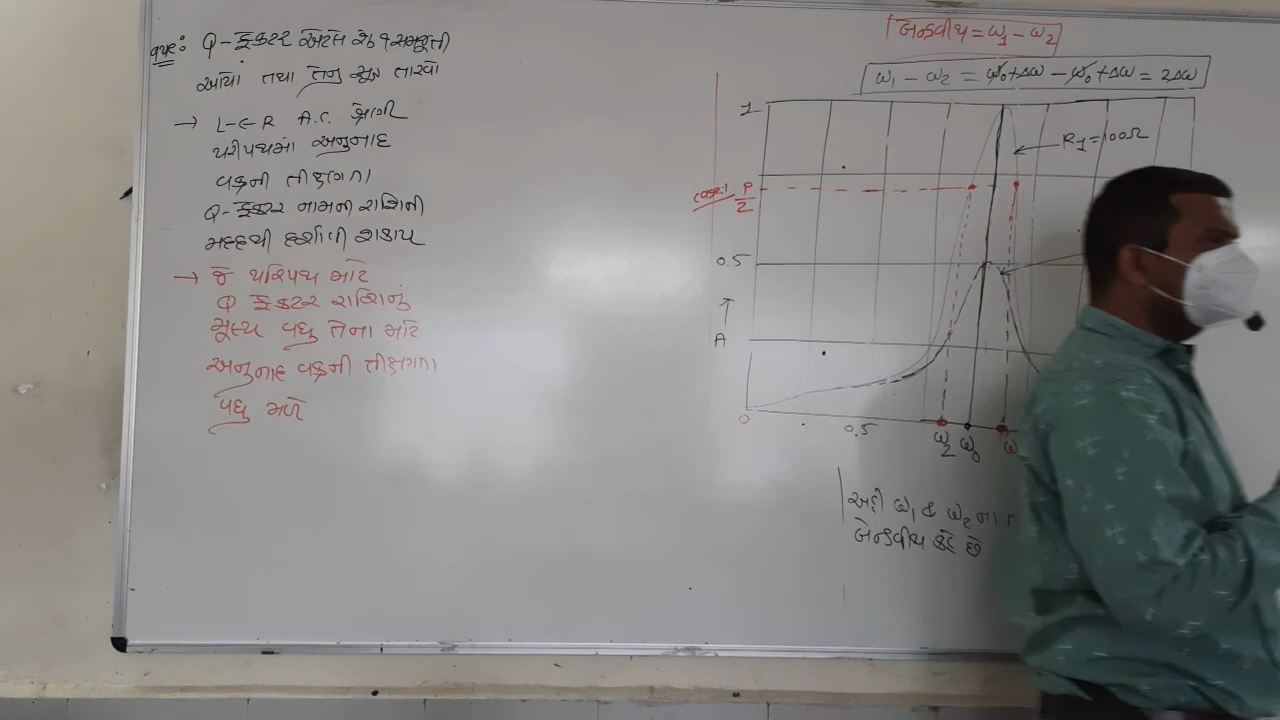 પ્રશ્ન: Q-ફેક્ટર એટલે શું ? સમજૂતી
આપો તથા તેનુ સૂત્ર તારવો
→ L-C-R A.C. શ્રેણી
પરિપથમાં અનુનાદ
વક્રની તીક્ષ્ણતા
Q-ફેક્ટર નામની રાશિની
મદદથી દર્શાવી શકાય
→ જે પરિપથ માટે
Q ફેક્ટર રાશિનું
મૂલ્ય વધુ તેના માટે
અનુનાદ વક્રની તીક્ષ્ણતા
વધુ મળે
બેન્ડવીથ = ω1 - ω2
ω1 - ω2 = ω0+Δω - ω0+Δω = 2Δω
1
R1=100Ω
case:1 P/2
0.5
↑
A
0
0.5
ω2 ω0 ω
અહીં ω1 & ω2 ના
બેન્ડવીથ કહે છે